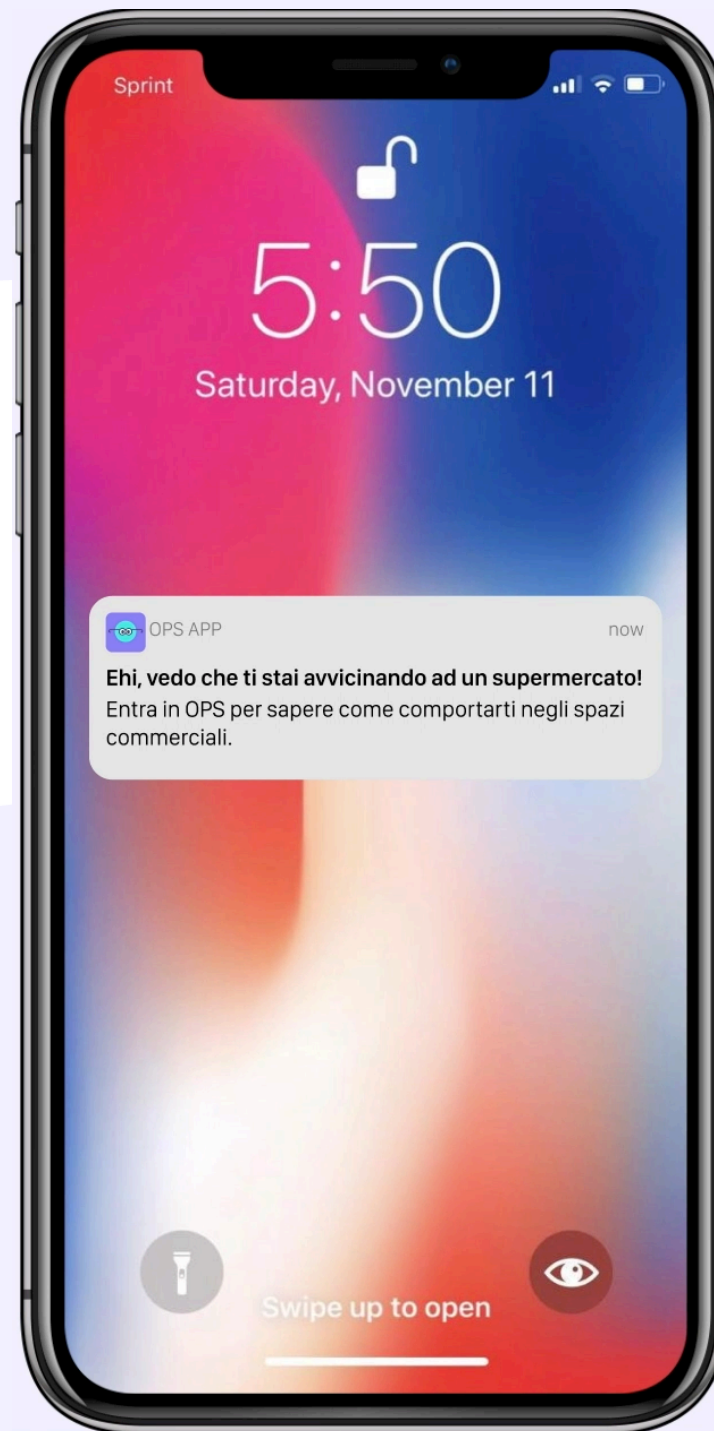 Sprint
5:50
Saturday, November 11
OPS APP
now
Ehi, vedo che ti stai avvicinando ad un supermercato!
Entra in OPS per sapere come comportarti negli spazi
commerciali.
Swipe up to open